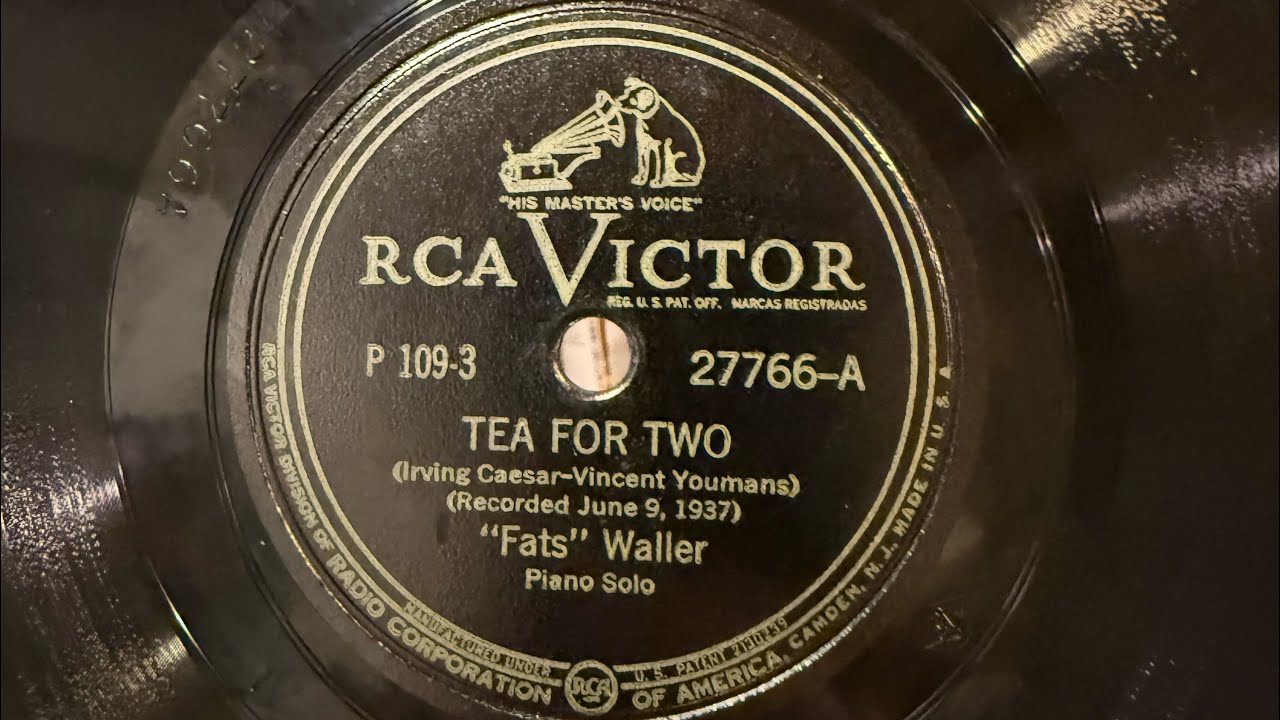 "HIS MASTER'S VOICE"
RCA VICTOR
REG. U. S. PAT. OFF. MARCAS REGISTRADAS
P 109-3
27766-A
TEA FOR TWO
(Irving Caesar-Vincent Youmans)
(Recorded June 9, 1937)
"Fats" Waller
Piano Solo
MANUFACTURED UNDER RCA U. S. PATENT 2130239
RCA VICTOR DIVISION OF RADIO CORPORATION OF AMERICA, CAMDEN, N. J. MADE IN U. S. A.